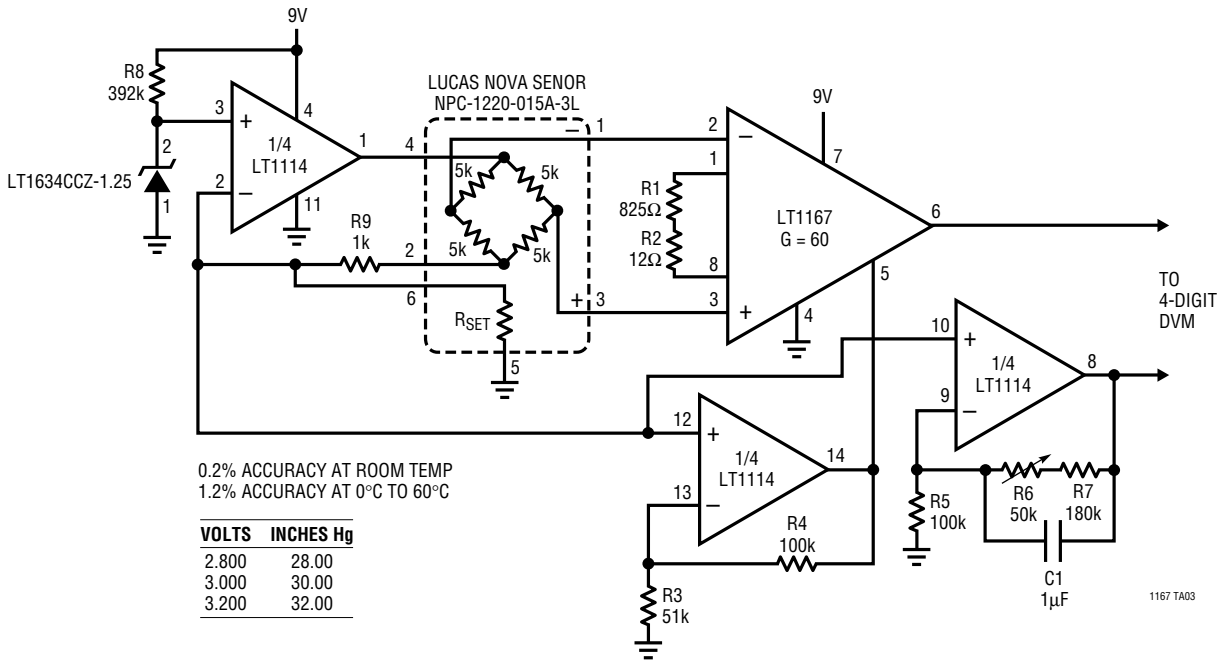 9V
R8
392k
3
+
4
1/4
LT1114
1
2
LT1634CCZ-1.25
1
2
–
11
R9
1k
2
6
LUCAS NOVA SENOR
NPC-1220-015A-3L
4
5k
5k
5k
5k
–
1
+
3
RSET
5
9V
2
–
7
1
R1
825Ω
R2
12Ω
8
3
+
LT1167
G = 60
6
5
4
TO
4-DIGIT
DVM
10
+
1/4
LT1114
8
9
–
12
+
1/4
LT1114
14
13
–
R4
100k
R3
51k
R5
100k
R6
50k
R7
180k
C1
1µF
0.2% ACCURACY AT ROOM TEMP
1.2% ACCURACY AT 0°C TO 60°C
VOLTS INCHES Hg
2.800 28.00
3.000 30.00
3.200 32.00
1167 TA03